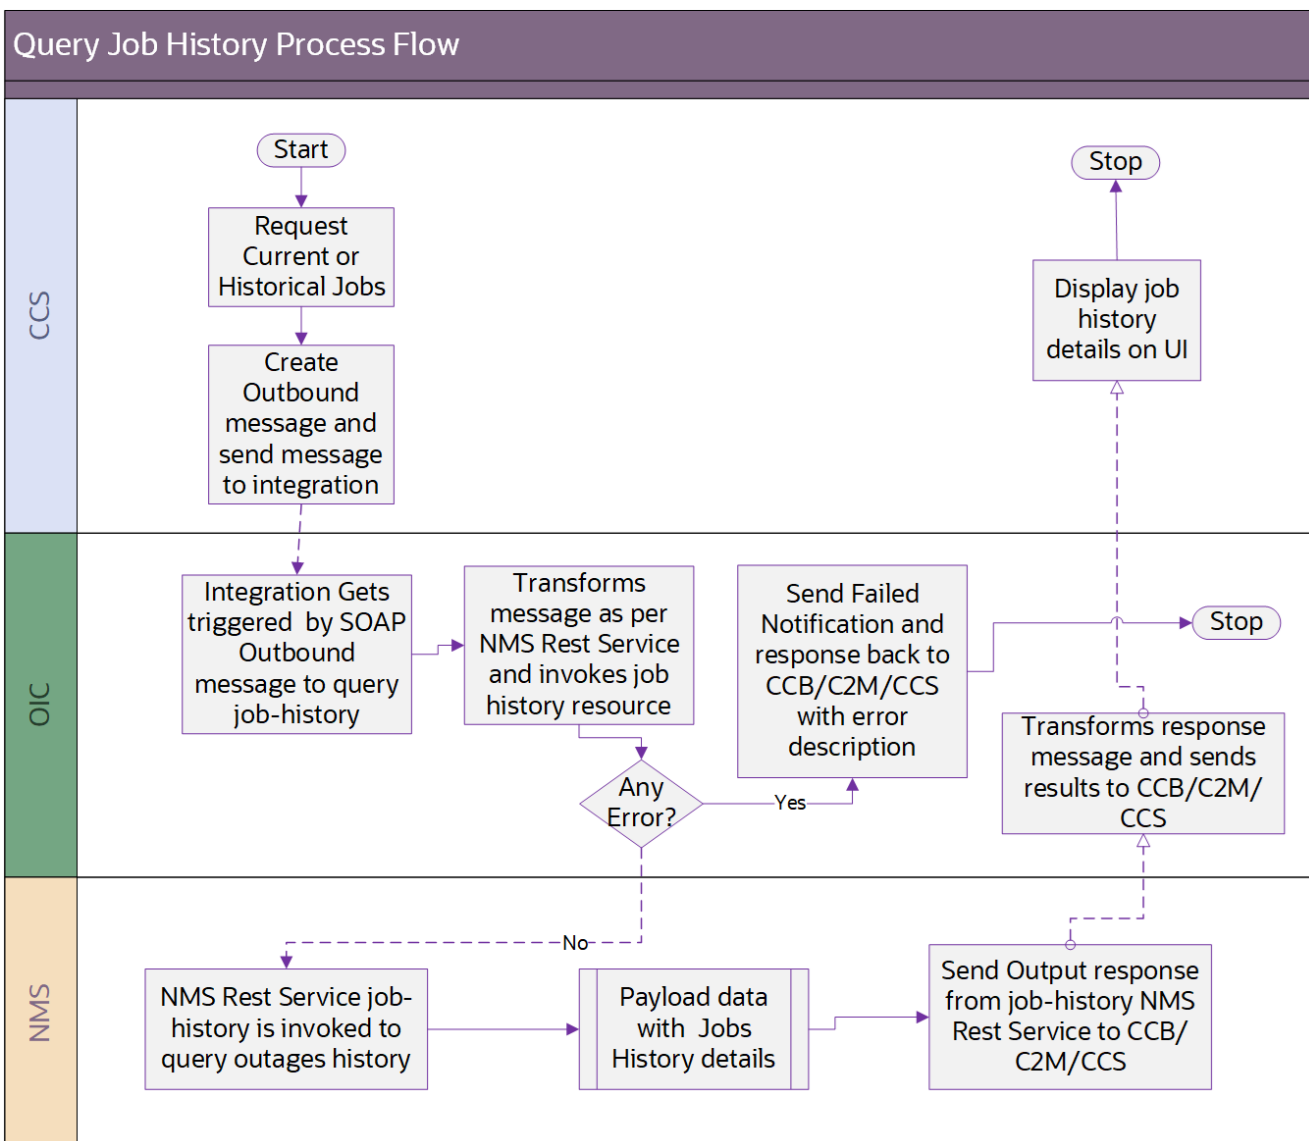 Query Job History Process Flow
CCS
Start
Request
Current or
Historical Jobs
Create
Outbound
message and
send message
to integration
Stop
Display job
history
details on UI
OIC
Integration Gets
triggered by SOAP
Outbound
message to query
job-history
Transforms
message as per
NMS Rest Service
and invokes job
history resource
Any
Error?
Yes
Send Failed
Notification and
response back to
CCB/C2M/CCS
with error
description
Stop
Transforms response
message and sends
results to CCB/C2M/
CCS
NMS
No
NMS Rest Service job-
history is invoked to
query outages history
Payload data
with Jobs
History details
Send Output response
from job-history NMS
Rest Service to CCB/
C2M/CCS